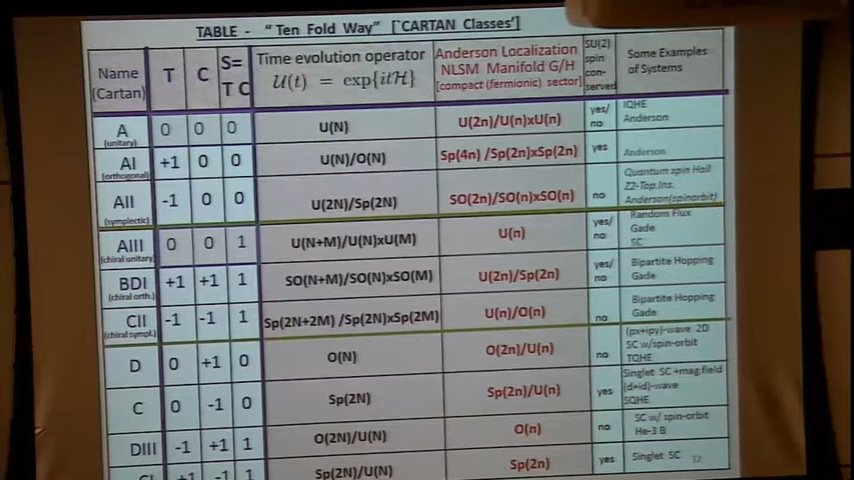 TABLE - "Ten Fold Way" [`CARTAN Classes']
Name (Cartan) T C S= T C Time evolution operator U(t) = exp{itH} Anderson Localization NLSM Manifold G/H [compact (fermionic) sector] SU(2) spin con- served Some Examples of Systems
A (unitary) 0 0 0 U(N) U(2n)/U(n)xU(n) yes/ no IQHE Anderson
AI (orthogonal) +1 0 0 U(N)/O(N) Sp(4n)/Sp(2n)xSp(2n) yes Anderson
AII (symplectic) -1 0 0 U(2N)/Sp(2N) SO(2n)/SO(n)xSO(n) no Quantum spin Hall Z2-Top.Ins. Anderson(spinorbit)
AIII (chiral unitary) 0 0 1 U(N+M)/U(N)xU(M) U(n) yes/ no Random Flux Gade SC
BDI (chiral orth.) +1 +1 1 SO(N+M)/SO(N)xSO(M) U(2n)/Sp(2n) yes/ no Bipartite Hopping Gade
CII (chiral sympl.) -1 -1 1 Sp(2N+2M)/Sp(2N)xSp(2M) U(n)/O(n) no Bipartite Hopping Gade
D 0 +1 0 O(N) O(2n)/U(n) no (px+ipy)-wave 2D SC w/spin-orbit TQHE
C 0 -1 0 Sp(2N) Sp(2n)/U(n) yes Singlet SC +mag.field (d+id)-wave SQHE
DIII -1 +1 1 O(2N)/U(N) O(n) no SC w/ spin-orbit He-3 B
CI +1 -1 1 Sp(2N)/U(N) Sp(2n) yes Singlet SC
32